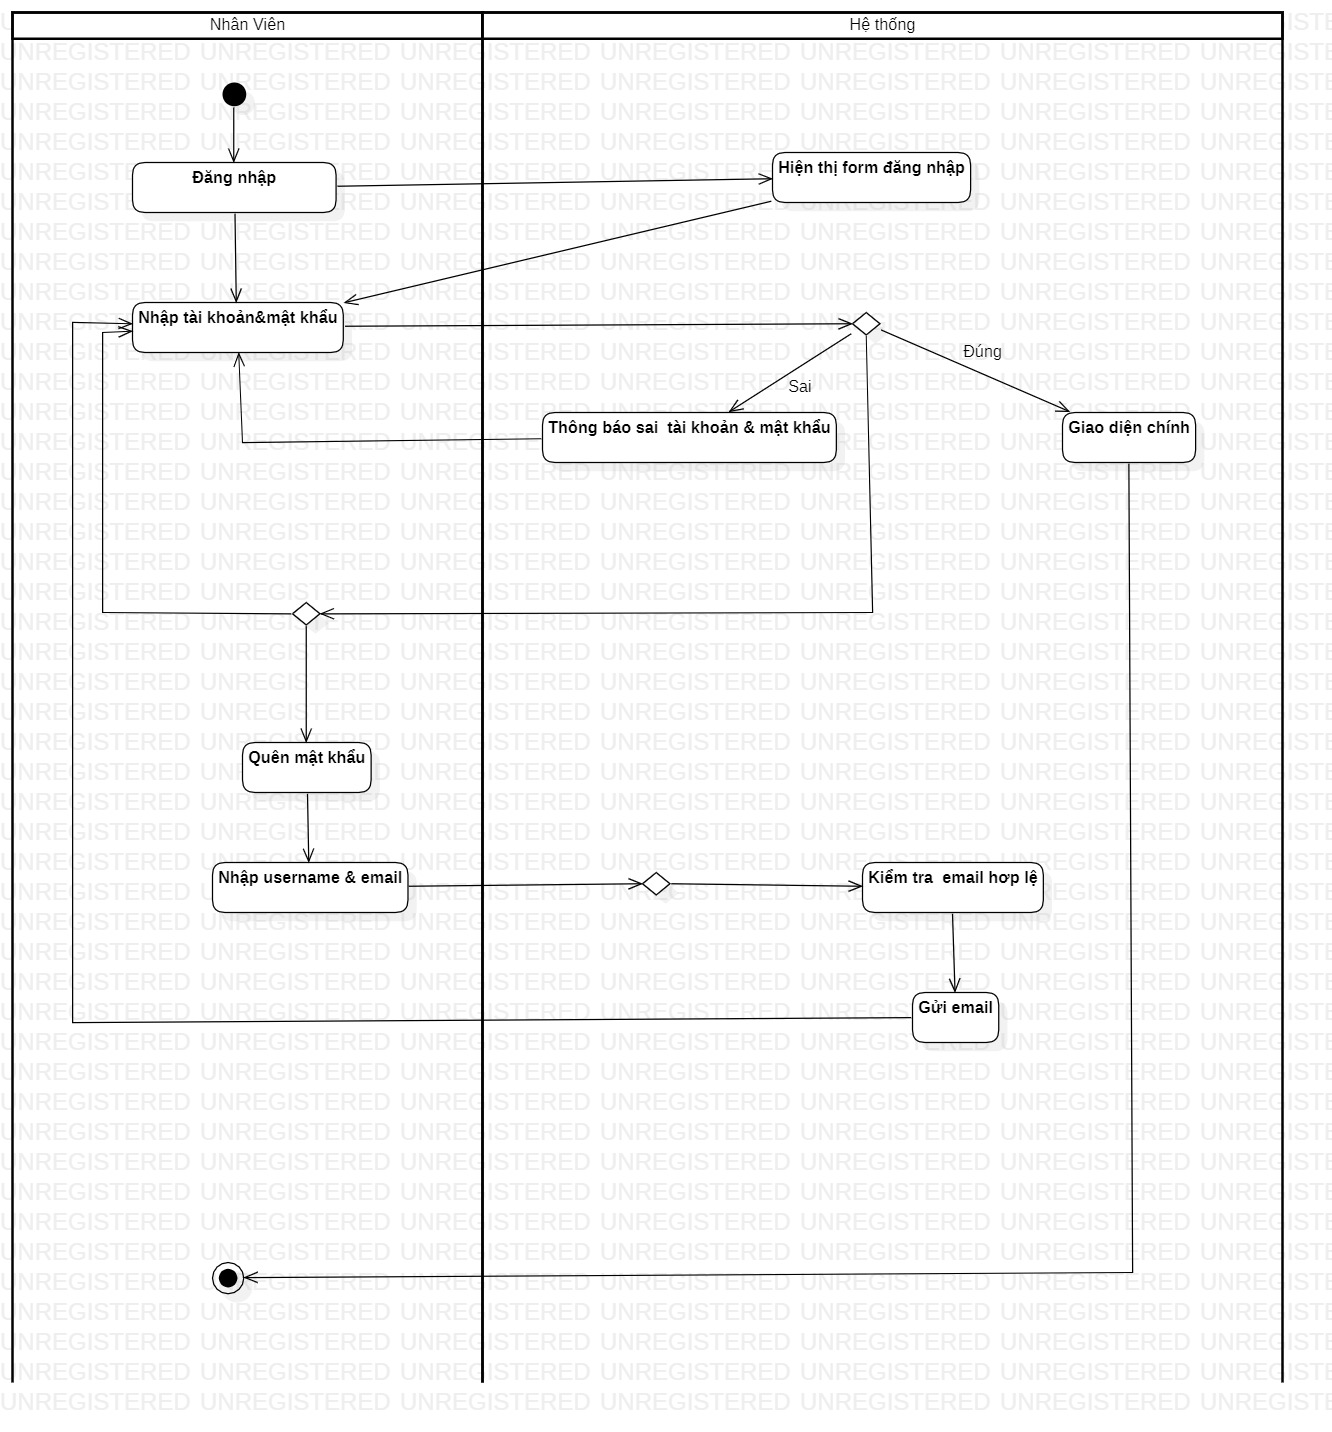 Nhân Viên
Hệ thống
Đăng nhập
Hiện thị form đăng nhập
Nhập tài khoản&mật khẩu
Đúng
Sai
Thông báo sai  tài khoản & mật khẩu
Giao diện chính
Quên mật khẩu
Nhập username & email
Kiểm tra  email hơp lệ
Gửi email
UNREGISTERED